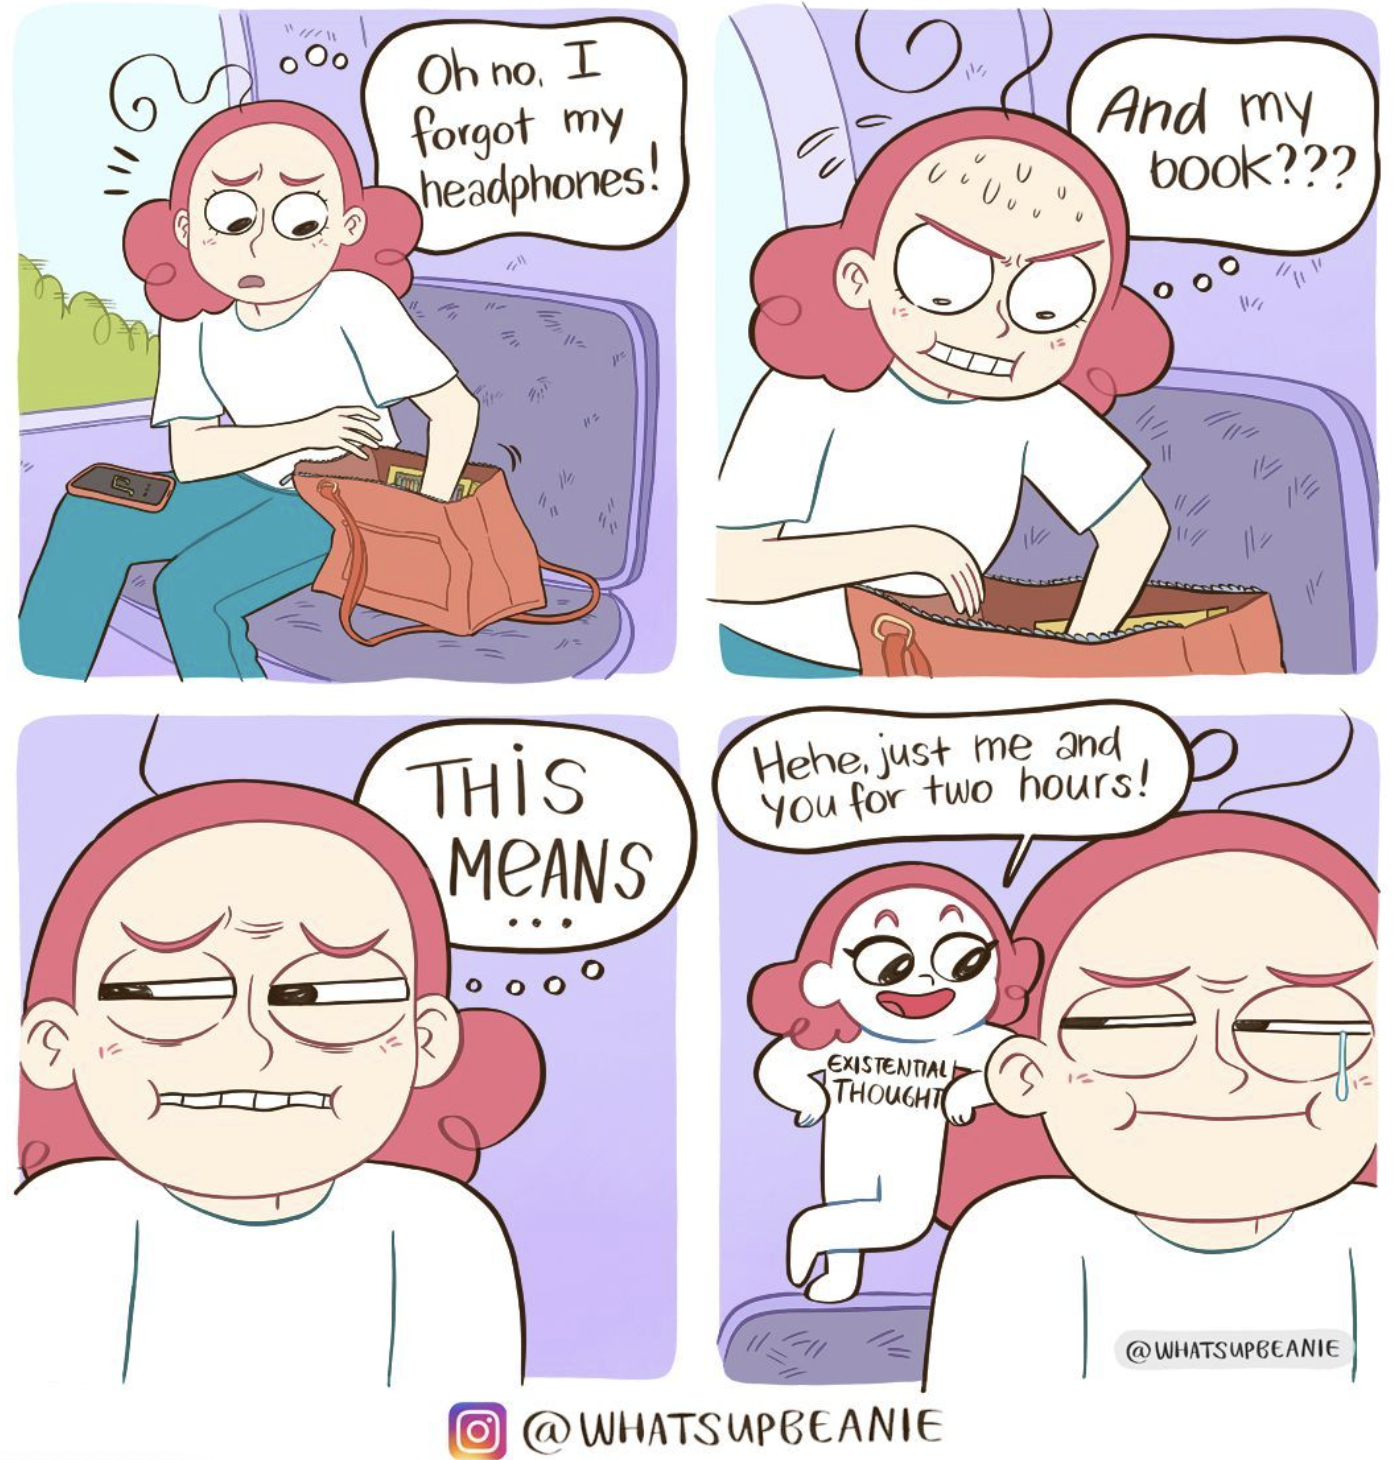 Oh no, I
forgot my
headphones!
And my
book???
THIS
MEANS
...
Hehe, just me and
you for two hours!
EXISTENTIAL
THOUGHT
@WHATSUPBEANIE
@WHATSUPBEANIE